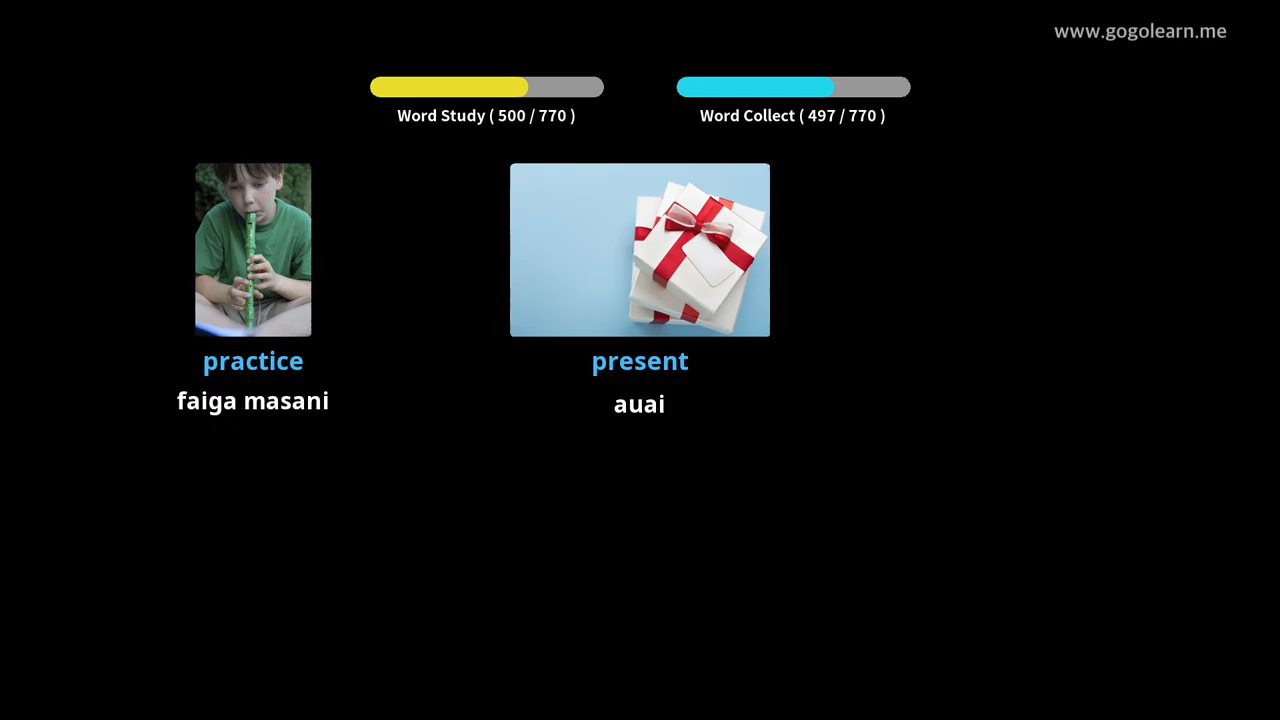 www.gogolearn.me
Word Study ( 500 / 770 )
Word Collect ( 497 / 770 )
practice
faiga masani
present
auai